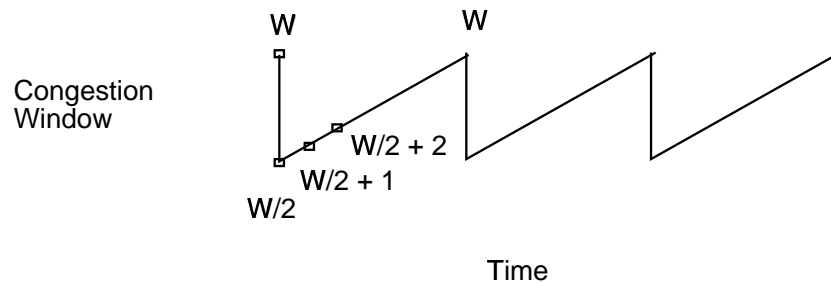 W
W
Congestion
Window
W/2 + 2
W/2 + 1
W/2
Time